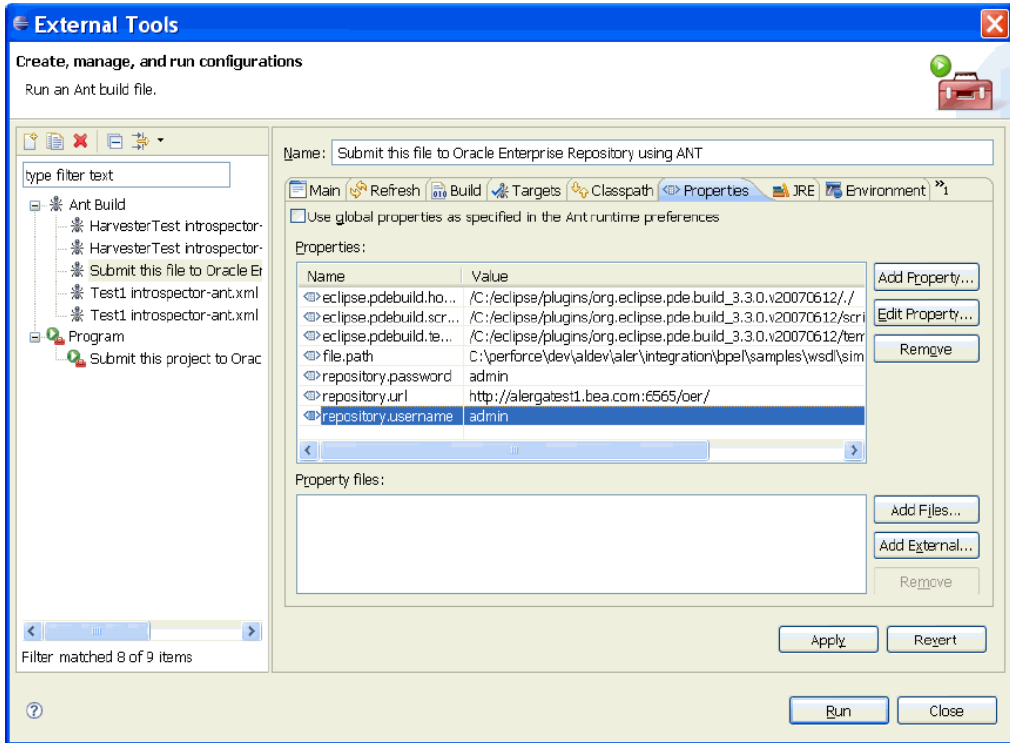 External Tools
Create, manage, and run configurations
Run an Ant build file.
type filter text
Ant Build
HarvesterTest introspector-
HarvesterTest introspector-
Submit this file to Oracle Er
Test1 introspector-ant.xml
Test1 introspector-ant.xml
Program
Submit this project to Orac
Filter matched 8 of 9 items
Name: Submit this file to Oracle Enterprise Repository using ANT
Main Refresh Build Targets Classpath Properties JRE Environment »1
Use global properties as specified in the Ant runtime preferences
Properties:
Name Value
eclipse.pdebuild.ho... /C:/eclipse/plugins/org.eclipse.pde.build_3.3.0.v20070612/./
eclipse.pdebuild.scr... /C:/eclipse/plugins/org.eclipse.pde.build_3.3.0.v20070612/scri
eclipse.pdebuild.te... /C:/eclipse/plugins/org.eclipse.pde.build_3.3.0.v20070612/tem
file.path C:\perforce\dev\aldev\aler\integration\bpel\samples\wsdl\sim
repository.password admin
repository.url http://alergatest1.bea.com:6565/oer/
repository.username admin
Add Property...
Edit Property...
Remove
Property files:
Add Files...
Add External...
Remove
Apply Revert
Run Close